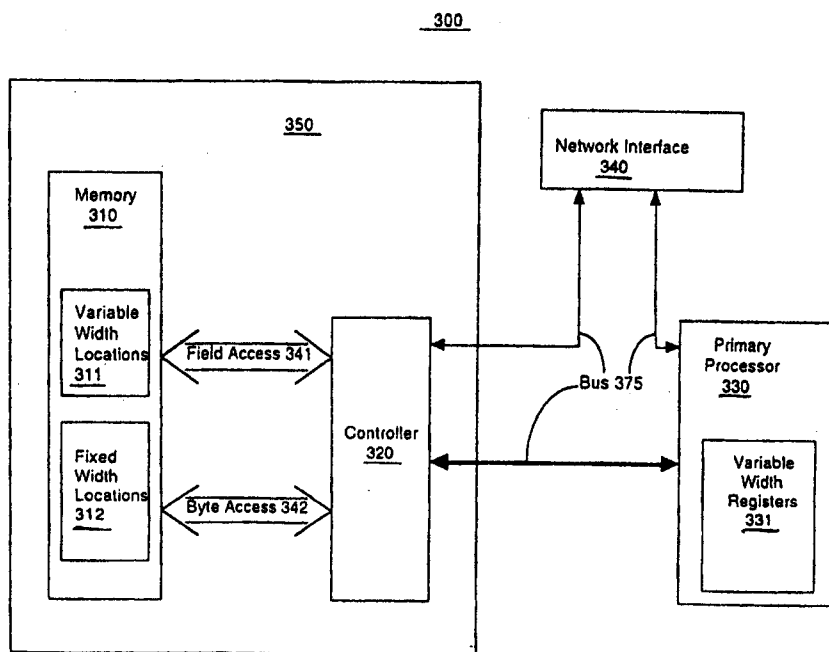 300
350
Network Interface
340
Memory
310
Variable
Width
Locations
311
Field Access 341
Fixed
Width
Locations
312
Byte Access 342
Controller
320
Bus 375
Primary
Processor
330
Variable
Width
Registers
331